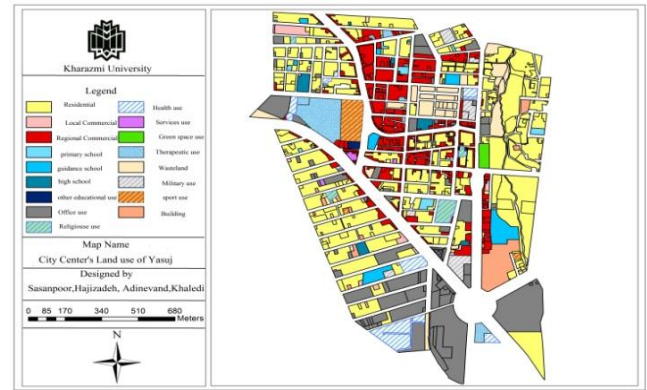 Kharazmi University
Legend
Residential
Health use
Local Commercial
Services use
Regional Commercial
Green space use
primary school
Therapeutic use
guidance school
Wasteland
high school
Military use
other educational use
sport use
Office use
Building
Religiouse use
Map Name
City Center's Land use of Yasuj
Designed by
Sasanpoor,Hajizadeh, Adinevand,Khaledi
0 85 170 340 510 680
Meters
N